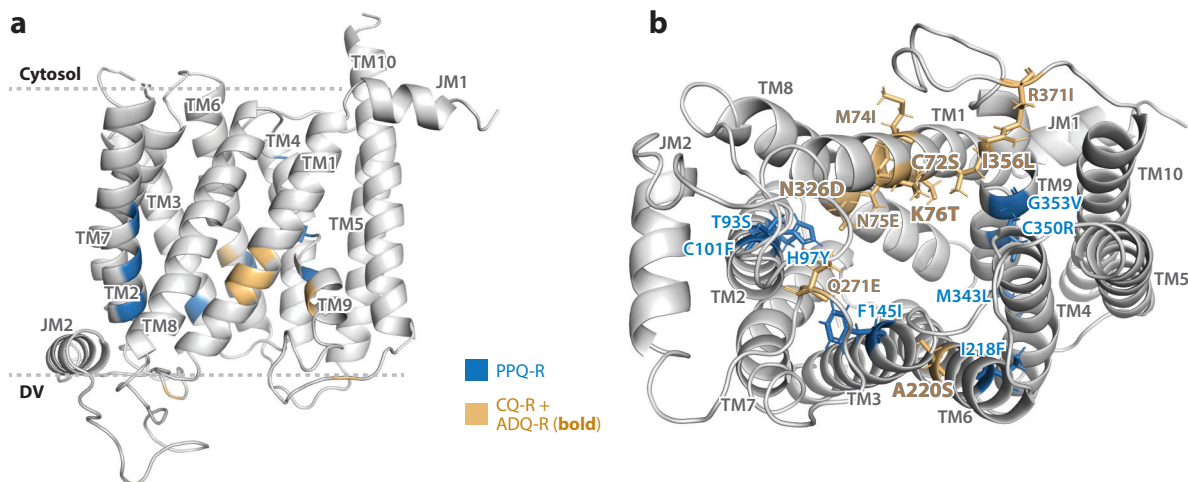 a
Cytosol
TM10
JM1
TM6
TM4
TM1
TM3
TM5
TM7
TM2
TM9
TM8
JM2
DV
PPQ-R
CQ-R +
ADQ-R (bold)
b
TM8
M74I
TM1
R371I
JM1
JM2
C72S
I356L
TM10
N326D
TM9
K76T
G353V
T93S
N75E
C350R
C101F
H97Y
TM5
Q271E
TM2
M343L
TM4
F145I
I218F
A220S
TM7
TM3
TM6